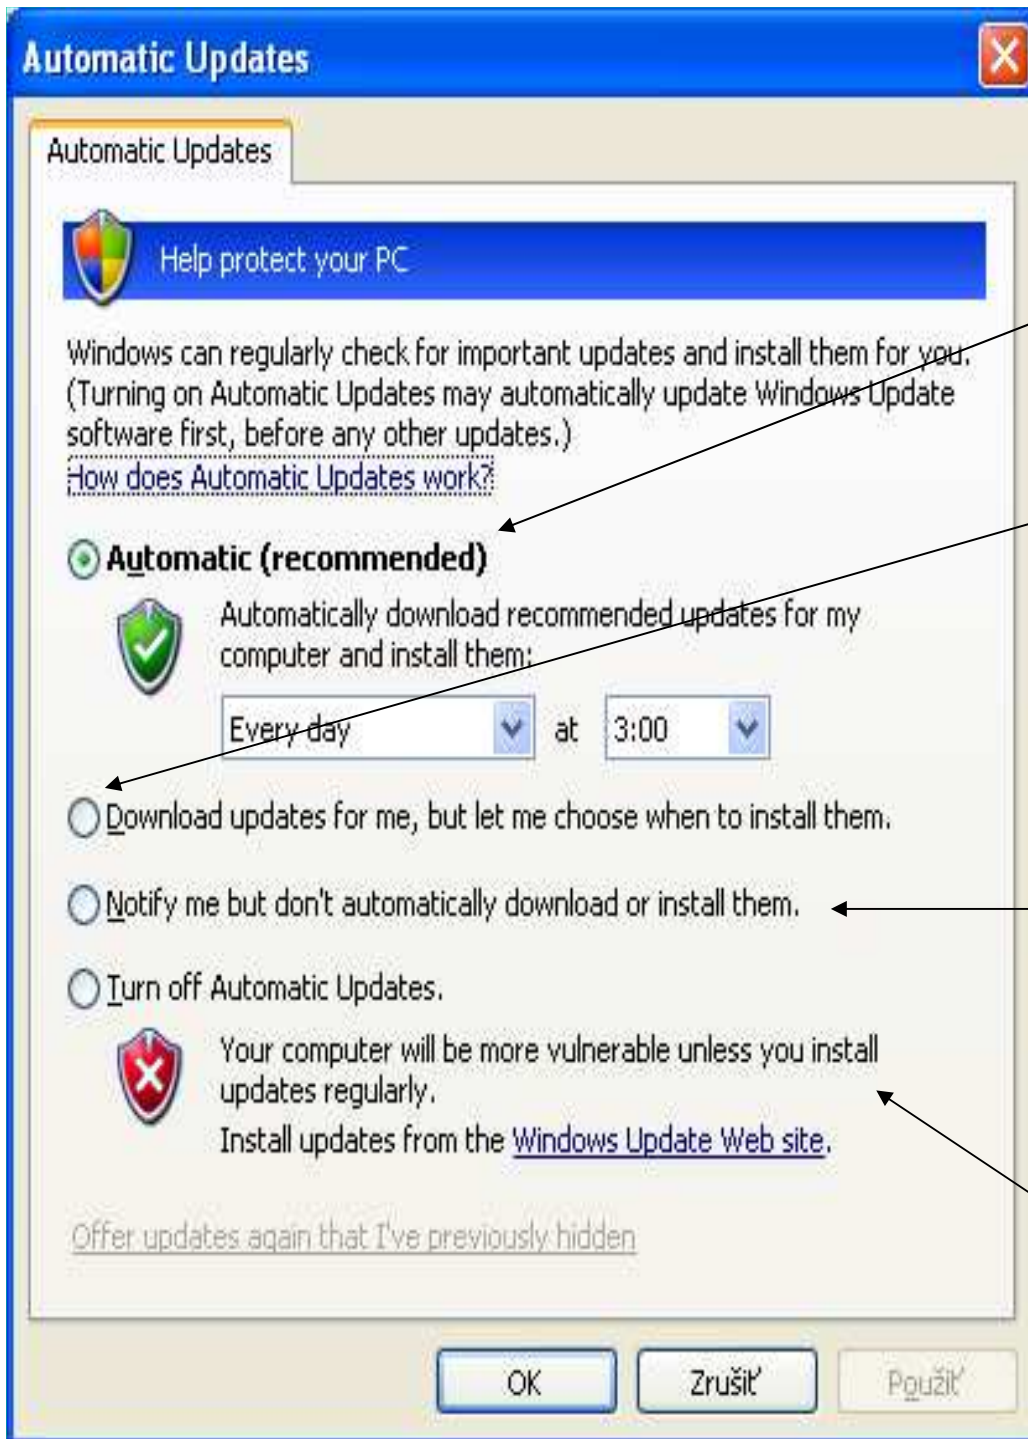 Automatic Updates
Automatic Updates
Help protect your PC
Windows can regularly check for important updates and install them for you.
(Turning on Automatic Updates may automatically update Windows Update
software first, before any other updates.)
How does Automatic Updates work?
Automatic (recommended)
Automatically download recommended updates for my
computer and install them:
Every day at 3:00
Download updates for me, but let me choose when to install them.
Notify me but don't automatically download or install them.
Turn off Automatic Updates.
Your computer will be more vulnerable unless you install
updates regularly.
Install updates from the Windows Update Web site.
Offer updates again that I've previously hidden
OK Zrušiť Použiť